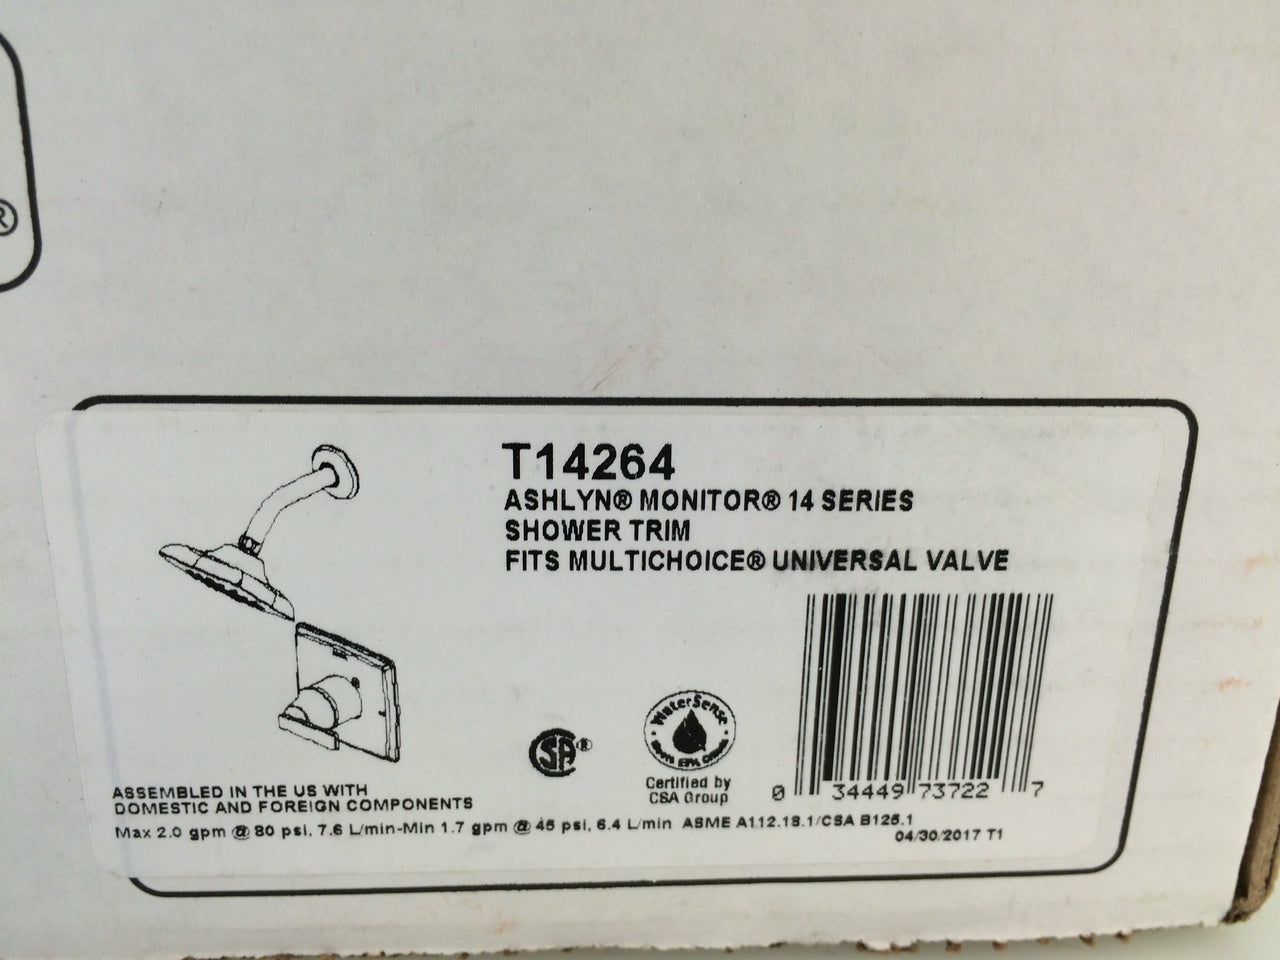 ®
T14264
ASHLYN® MONITOR® 14 SERIES
SHOWER TRIM
FITS MULTICHOICE® UNIVERSAL VALVE
SA®
WaterSense
Certified by
CSA Group
0 34449 73722 7
ASSEMBLED IN THE US WITH
DOMESTIC AND FOREIGN COMPONENTS
Max 2.0 gpm @ 80 psi, 7.6 L/min-Min 1.7 gpm @ 45 psi, 6.4 L/min ASME A112.18.1/CSA B125.1
04/30/2017 T1